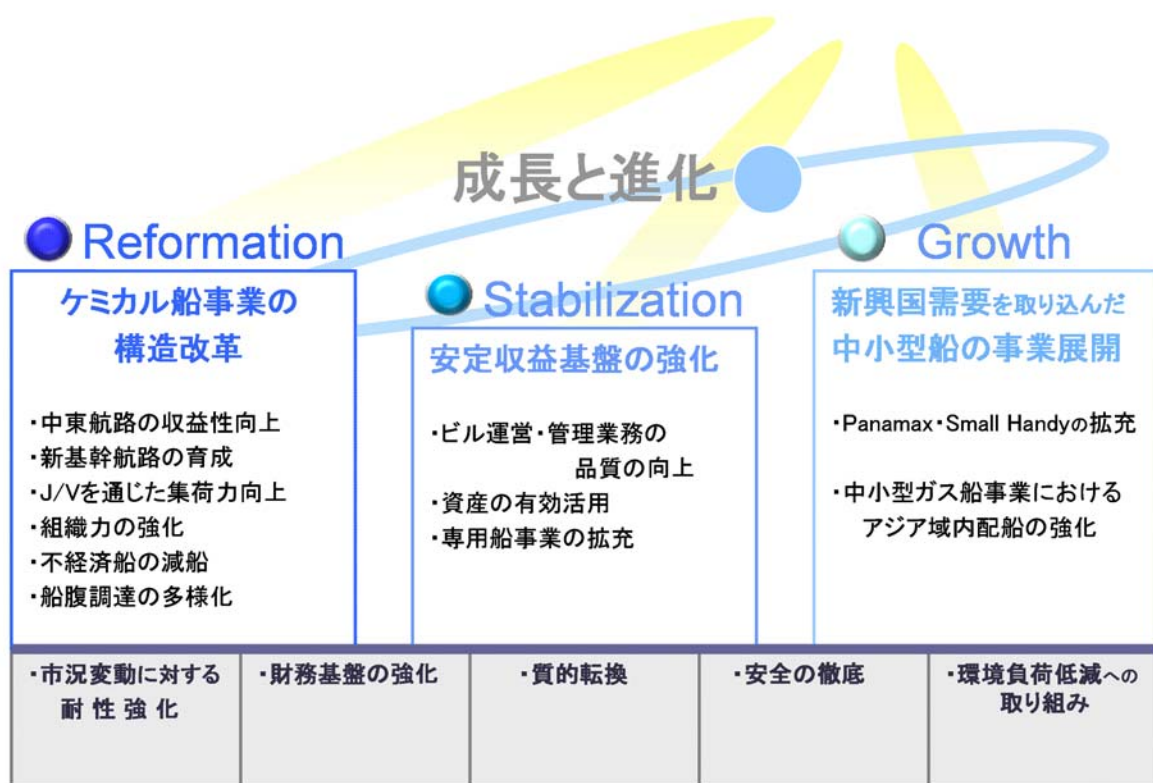 成長と進化
Reformation
ケミカル船事業の
構造改革
・中東航路の収益性向上
・新基幹航路の育成
・J/Vを通じた集荷力向上
・組織力の強化
・不経済船の減船
・船腹調達の多様化
Stabilization
安定収益基盤の強化
・ビル運営・管理業務の
品質の向上
・資産の有効活用
・専用船事業の拡充
Growth
新興国需要を取り込んだ
中小型船の事業展開
・Panamax・Small Handyの拡充
・中小型ガス船事業における
アジア域内配船の強化
・市況変動に対する
耐性強化
・財務基盤の強化
・質的転換
・安全の徹底
・環境負荷低減への
取り組み